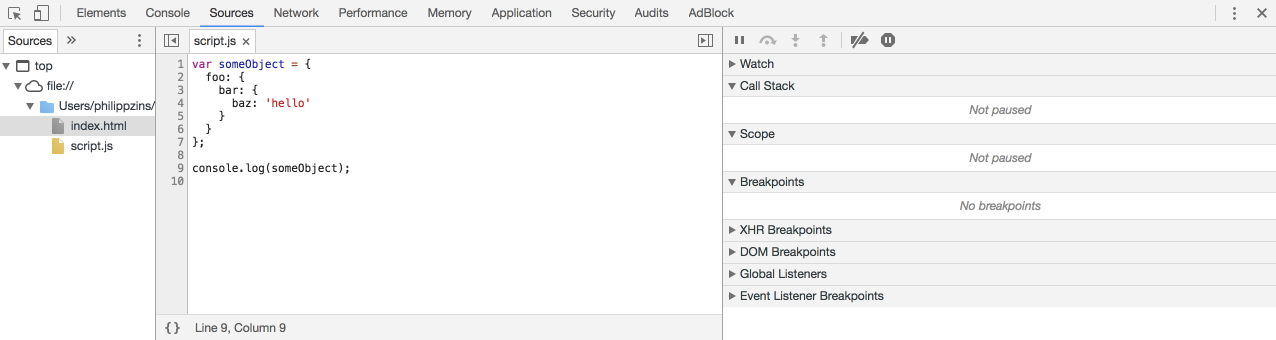 Elements Console Sources Network Performance Memory Application Security Audits AdBlock
Sources
top
file://
Users/philippzins/
index.html
script.js
script.js
1 var someObject = {
2   foo: {
3     bar: {
4       baz: 'hello'
5     }
6   }
7 };
8
9 console.log(someObject);
10
{} Line 9, Column 9
Watch
Call Stack
Not paused
Scope
Not paused
Breakpoints
No breakpoints
XHR Breakpoints
DOM Breakpoints
Global Listeners
Event Listener Breakpoints